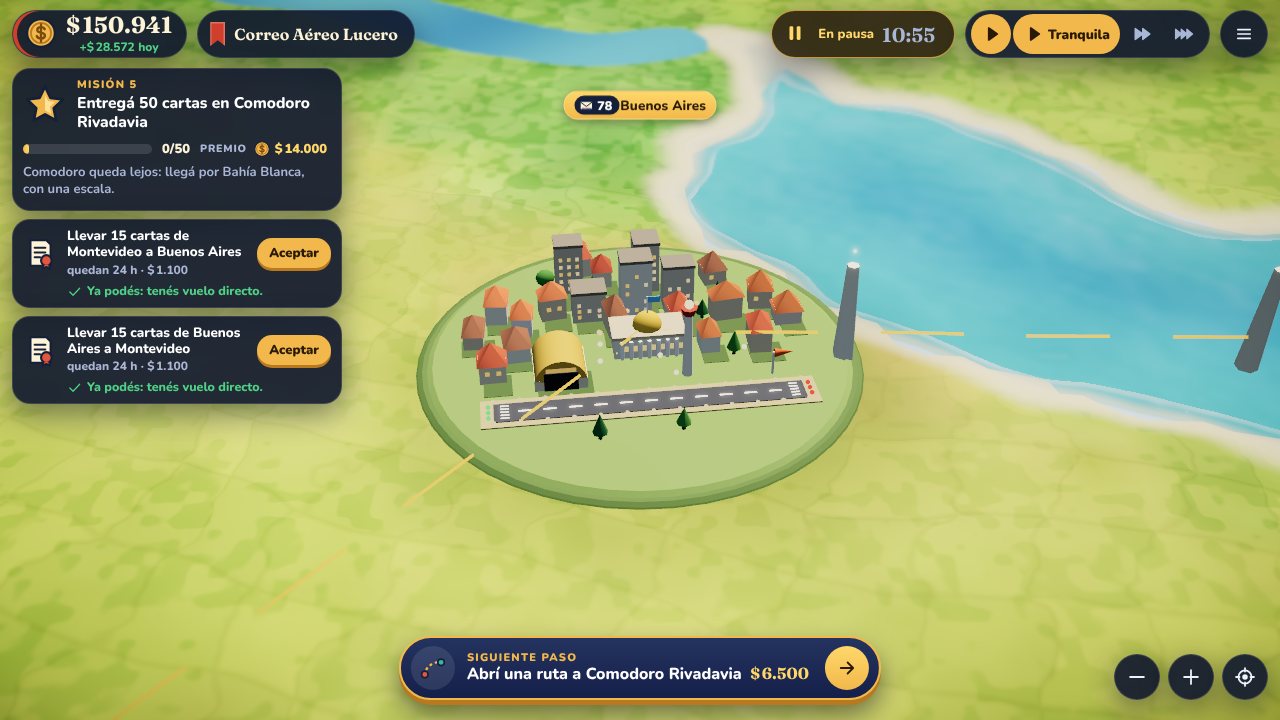 $150.941
+$28.572 hoy
Correo Aéreo Lucero
En pausa 10:55
Tranquila
MISIÓN 5
Entregá 50 cartas en Comodoro
Rivadavia
0/50 PREMIO $14.000
Comodoro queda lejos: llegá por Bahía Blanca,
con una escala.
Llevar 15 cartas de
Montevideo a Buenos Aires
quedan 24 h · $1.100
Aceptar
Ya podés: tenés vuelo directo.
Llevar 15 cartas de Buenos
Aires a Montevideo
quedan 24 h · $1.100
Aceptar
Ya podés: tenés vuelo directo.
78 Buenos Aires
SIGUIENTE PASO
Abrí una ruta a Comodoro Rivadavia $6.500